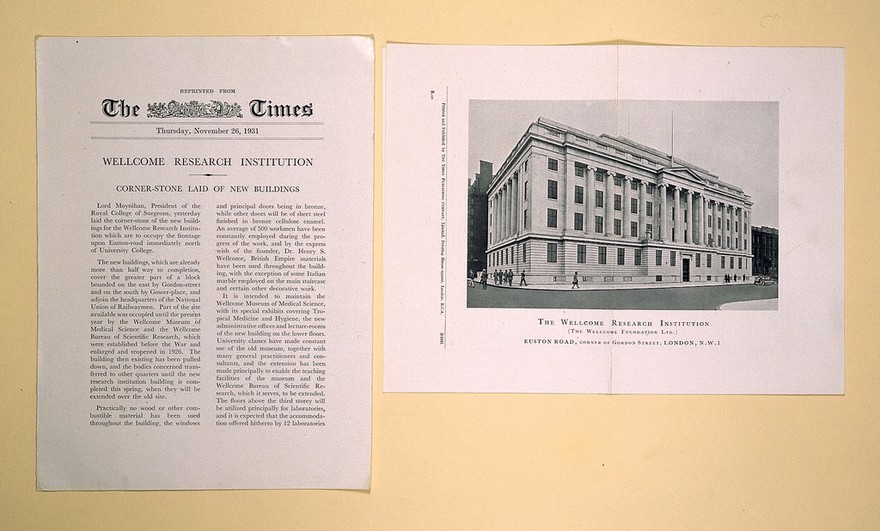 REPRINTED FROM
The Times
Thursday, November 26, 1931
WELLCOME RESEARCH INSTITUTION
CORNER-STONE LAID OF NEW BUILDINGS
Lord Moynihan, President of the
Royal College of Surgeons, yesterday
laid the corner-stone of the new build-
ings for the Wellcome Research Institu-
tion which are to occupy the frontage
upon Euston-road immediately north
of University College.
The new buildings, which are already
more than half way to completion,
cover the greater part of a block
bounded on the east by Gordon-street
and on the south by Gower-place, and
adjoin the headquarters of the National
Union of Railwaymen. Part of the site
available was occupied until the present
year by the Wellcome Museum of
Medical Science and the Wellcome
Bureau of Scientific Research, which
were established before the War and
enlarged and reopened in 1926. The
building then existing has been pulled
down, and the bodies concerned trans-
ferred to other quarters until the new
research institution building is com-
pleted this spring, when they will be
extended over the old site.
Practically no wood or other com-
bustible material has been used
throughout the building, the windows
and principal doors being in bronze,
while other doors will be of sheet steel
finished in bronze cellulose enamel.
An average of 500 workmen have been
constantly employed during the pro-
gress of the work, and by the express
wish of the founder, Dr. Henry S.
Wellcome, British Empire materials
have been used throughout the build-
ing, with the exception of some Italian
marble employed on the main staircase
and certain other decorative work.
It is intended to maintain the
Wellcome Museum of Medical Science,
with its special exhibits covering Tro-
pical Medicine and Hygiene, the new
administrative offices and lecture-rooms
of the new building on the lower floors.
University classes have made constant
use of the old museum, together with
many general practitioners and con-
sultants, and the extension has been
made principally to enable the teaching
facilities of the museum and the
Wellcome Bureau of Scientific Re-
search, which it serves, to be extended.
The floors above the third storey will
be utilized principally for laboratories,
and it is expected that the accommoda-
tion offered hitherto by 12 laboratories
Printed and Published by The Times Publishing Company, Limited, Printing House-square, London, E.C.4.
The Wellcome Research Institution
(The Wellcome Foundation Ltd.)
EUSTON ROAD, CORNER OF GORDON STREET, LONDON, N.W.1